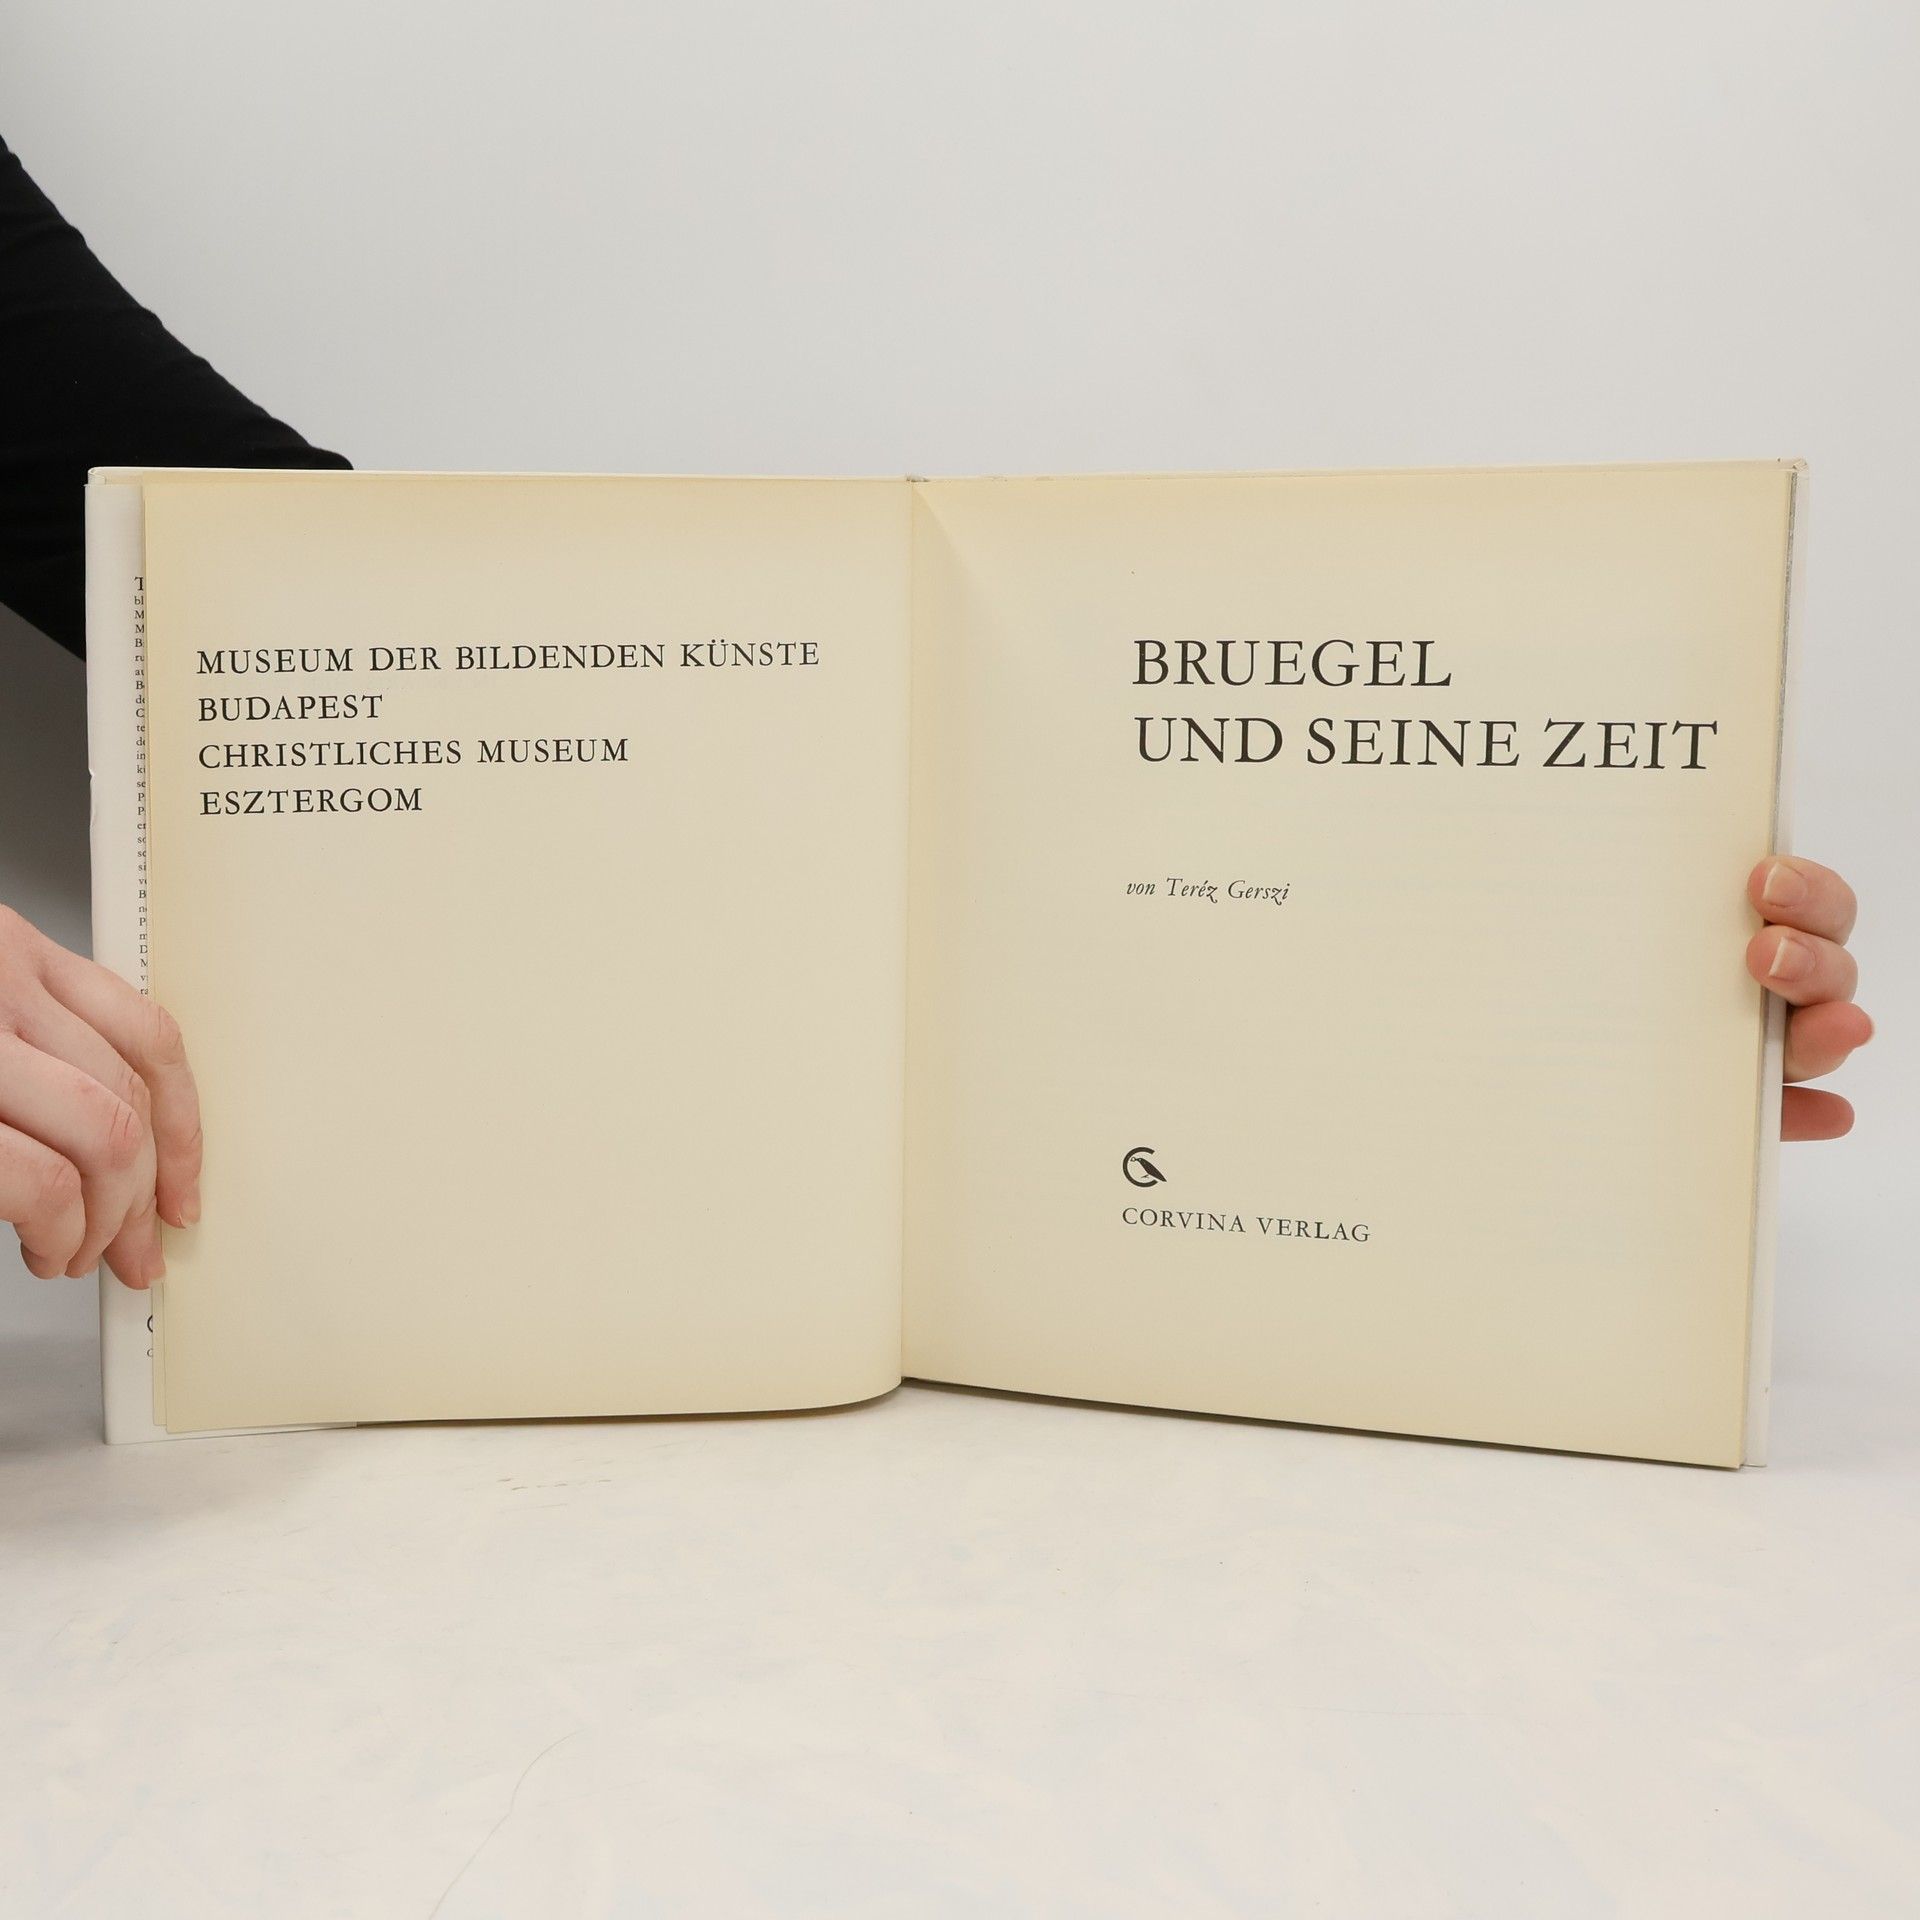 MUSEUM DER BILDENDEN KÜNSTE
BUDAPEST
CHRISTLICHES MUSEUM
ESZTERGOM
BRUEGEL
UND SEINE ZEIT
von Teréz Gerszi
CORVINA VERLAG